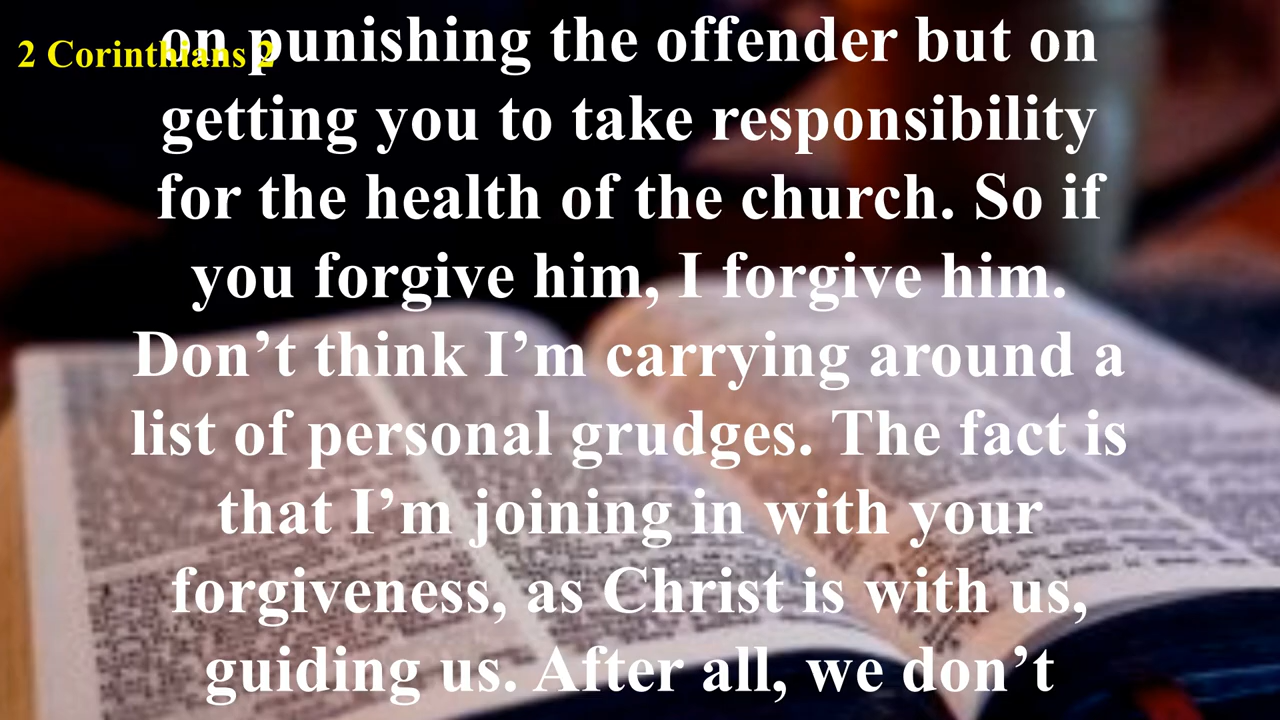 2 Corinthians 2
on punishing the offender but on
getting you to take responsibility
for the health of the church. So if
you forgive him, I forgive him.
Don’t think I’m carrying around a
list of personal grudges. The fact is
that I’m joining in with your
forgiveness, as Christ is with us,
guiding us. After all, we don’t